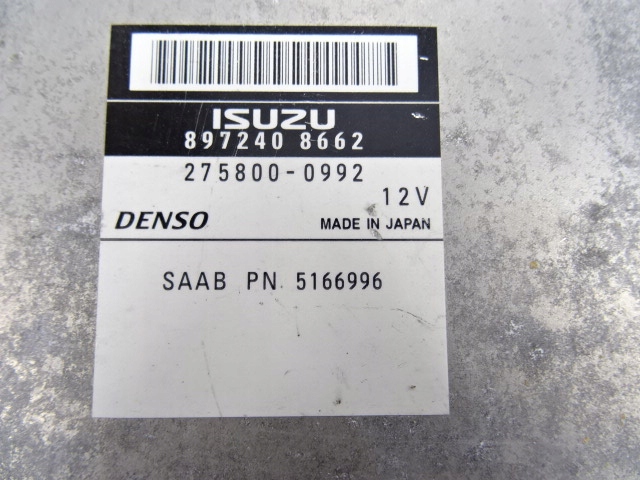 ISUZU
897240 8662
275800-0992
12V
DENSO MADE IN JAPAN
SAAB PN 5166996